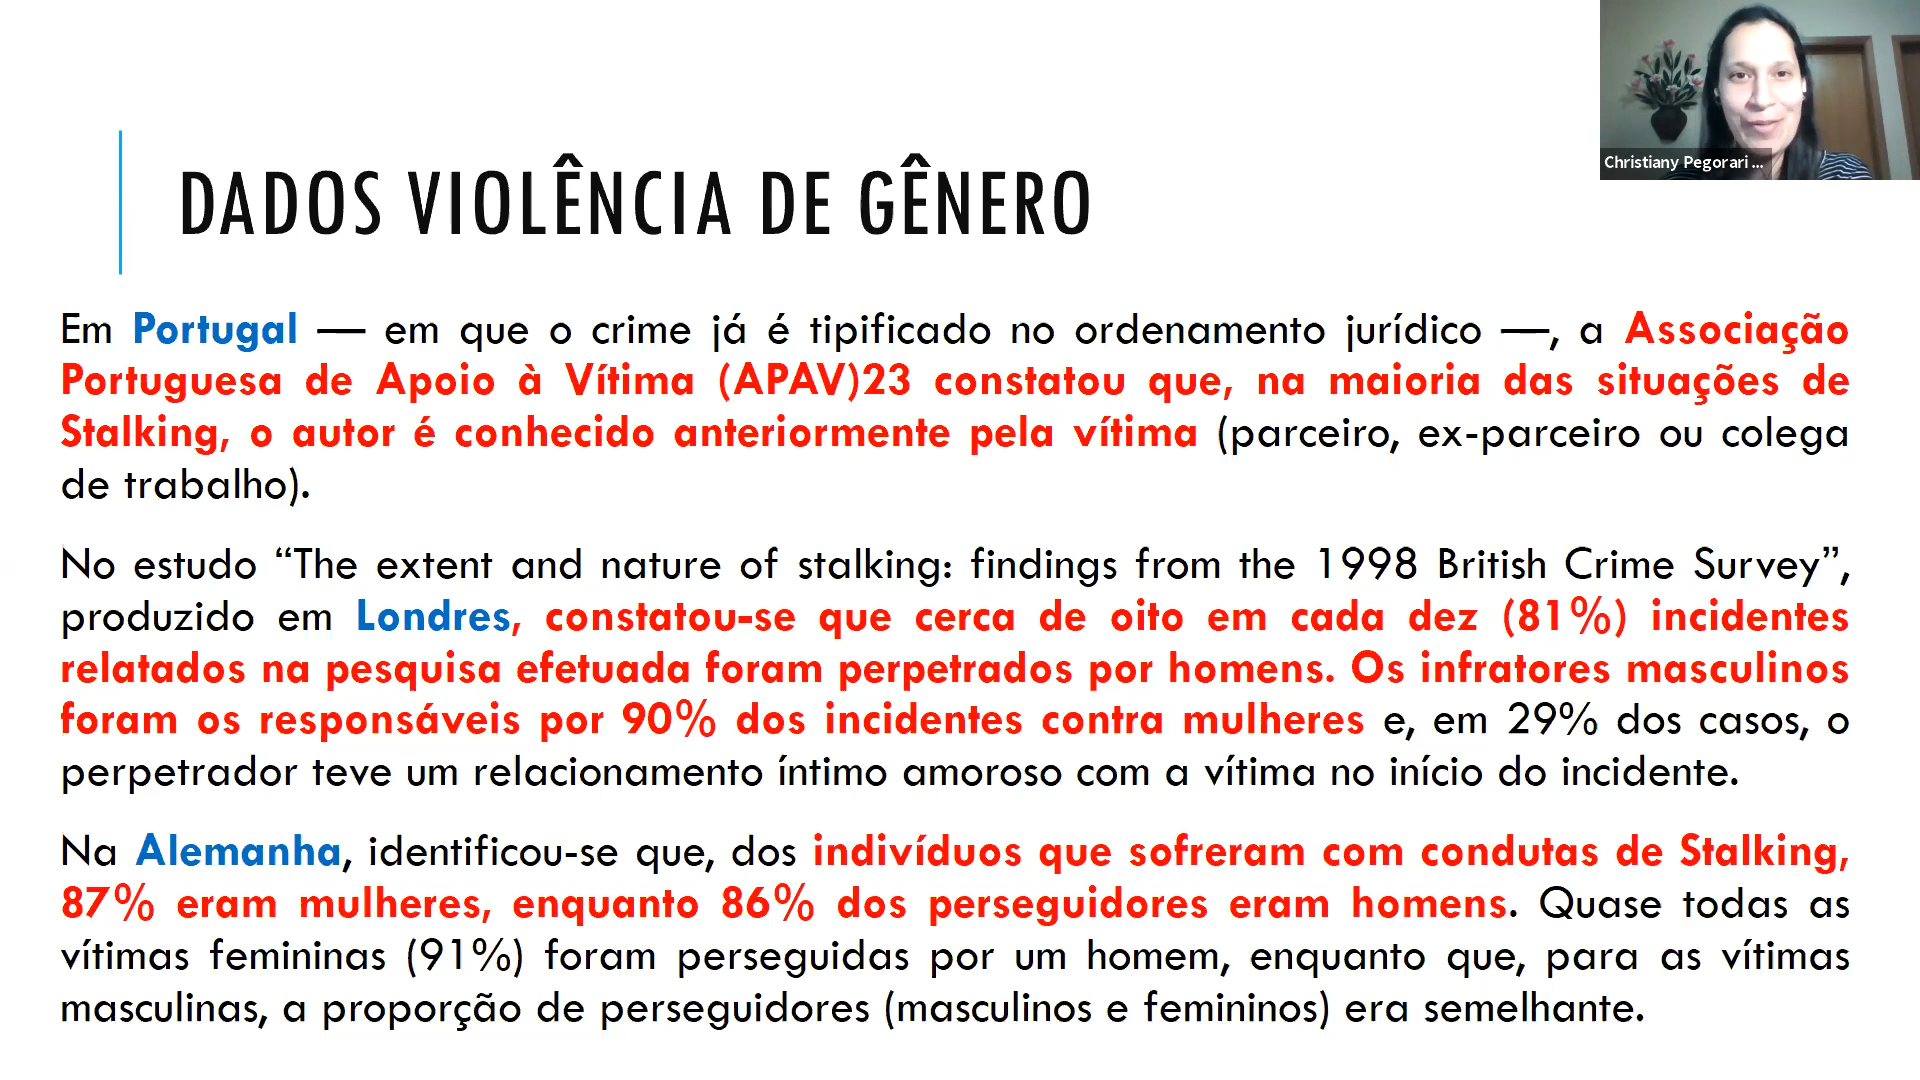 Christiany Pegorari ...
DADOS VIOLÊNCIA DE GÊNERO
Em Portugal — em que o crime já é tipificado no ordenamento jurídico —, a Associação
Portuguesa de Apoio à Vítima (APAV)23 constatou que, na maioria das situações de
Stalking, o autor é conhecido anteriormente pela vítima (parceiro, ex-parceiro ou colega
de trabalho).
No estudo “The extent and nature of stalking: findings from the 1998 British Crime Survey”,
produzido em Londres, constatou-se que cerca de oito em cada dez (81%) incidentes
relatados na pesquisa efetuada foram perpetrados por homens. Os infratores masculinos
foram os responsáveis por 90% dos incidentes contra mulheres e, em 29% dos casos, o
perpetrador teve um relacionamento íntimo amoroso com a vítima no início do incidente.
Na Alemanha, identificou-se que, dos indivíduos que sofreram com condutas de Stalking,
87% eram mulheres, enquanto 86% dos perseguidores eram homens. Quase todas as
vítimas femininas (91%) foram perseguidas por um homem, enquanto que, para as vítimas
masculinas, a proporção de perseguidores (masculinos e femininos) era semelhante.